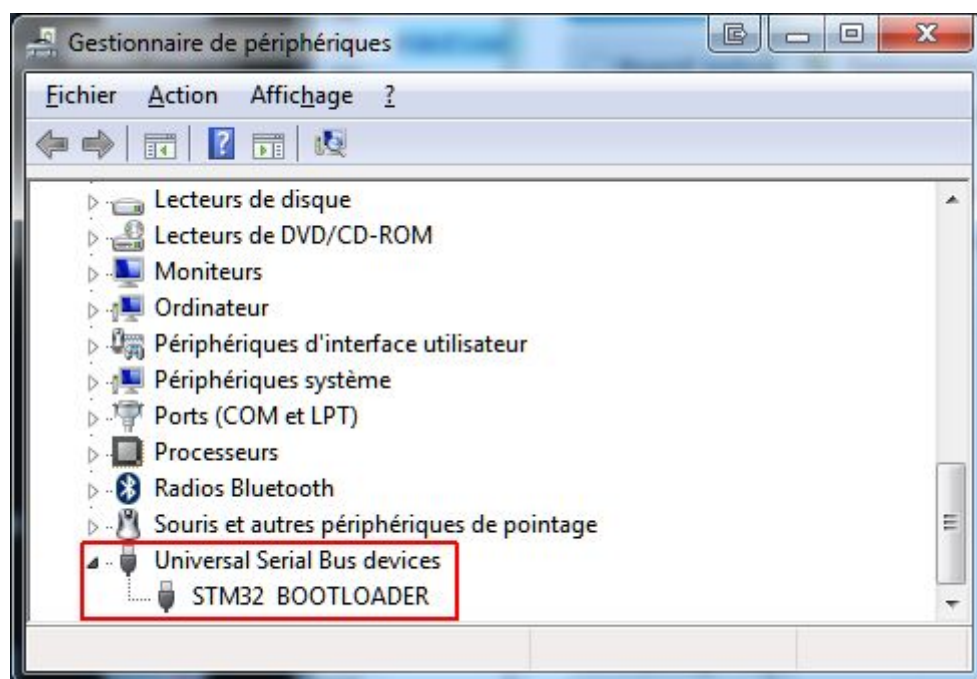 Gestionnaire de périphériques
Fichier Action Affichage ?
Lecteurs de disque
Lecteurs de DVD/CD-ROM
Moniteurs
Ordinateur
Périphériques d'interface utilisateur
Périphériques système
Ports (COM et LPT)
Processeurs
Radios Bluetooth
Souris et autres périphériques de pointage
Universal Serial Bus devices
STM32 BOOTLOADER